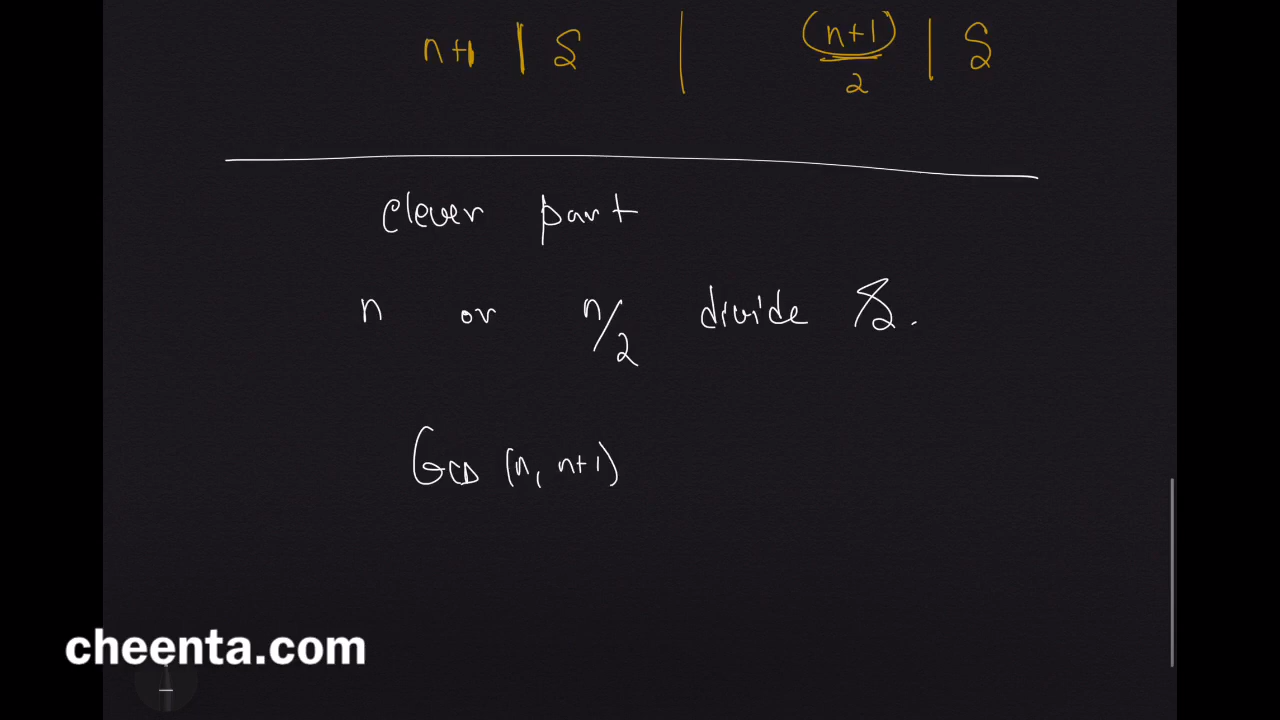 n+1 | S | (n+1)/2 | S
clever part
n or n/2 divide S.
GCD (n, n+1)
cheenta.com